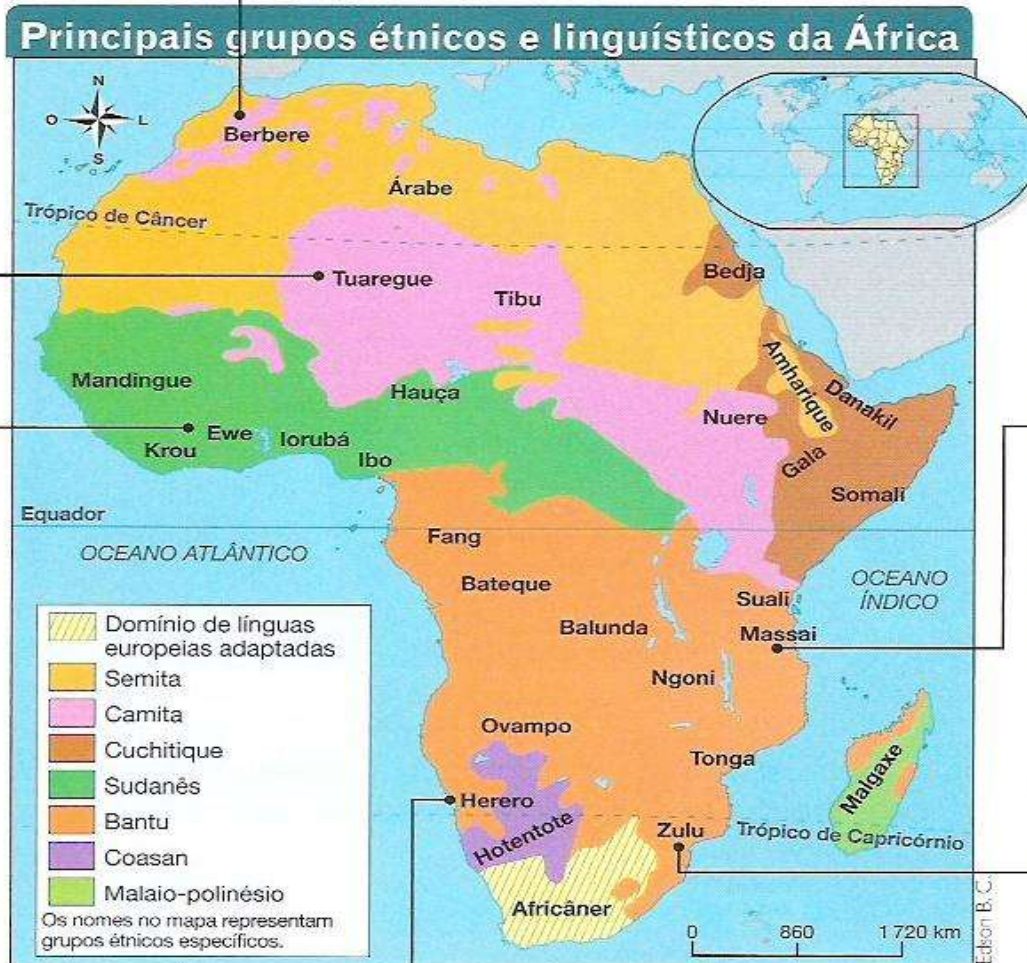 Principais grupos étnicos e linguísticos da África
N
O
L
S
Berbere
Árabe
Trópico de Câncer
Bedja
Tuaregue
Tibu
Amharique
Mandingue
Hauça
Danakil
Nuere
Ewe
Iorubá
Krou
Ibo
Gala
Somali
Equador
Fang
OCEANO ATLÂNTICO
Bateque
OCEANO
ÍNDICO
Suali
Balunda
Massai
Ngoni
Ovampo
Tonga
Malgaxe
Herero
Hotentote
Zulu
Trópico de Capricórnio
Africâner
Domínio de línguas
europeias adaptadas
Semita
Camita
Cuchitique
Sudanês
Bantu
Coasan
Malaio-polinésio
Os nomes no mapa representam
grupos étnicos específicos.
0 860 1 720 km
Edson B. C.